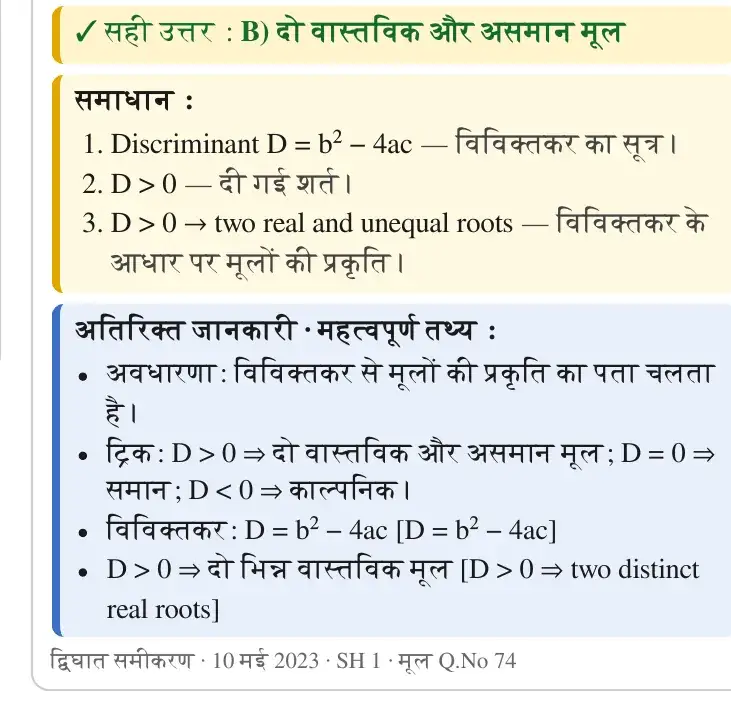 ✓ सही उत्तर : B) दो वास्तविक और असमान मूल
समाधान :
1. Discriminant D = b² − 4ac — विविक्तकर का सूत्र।
2. D > 0 — दी गई शर्त।
3. D > 0 → two real and unequal roots — विविक्तकर के
आधार पर मूलों की प्रकृति।
अतिरिक्त जानकारी · महत्वपूर्ण तथ्य :
• अवधारणा : विविक्तकर से मूलों की प्रकृति का पता चलता
है।
• ट्रिक : D > 0 ⇒ दो वास्तविक और असमान मूल ; D = 0 ⇒
समान ; D < 0 ⇒ काल्पनिक।
• विविक्तकर : D = b² − 4ac [D = b² − 4ac]
• D > 0 ⇒ दो भिन्न वास्तविक मूल [D > 0 ⇒ two distinct
real roots]
द्विघात समीकरण · 10 मई 2023 · SH 1 · मूल Q.No 74